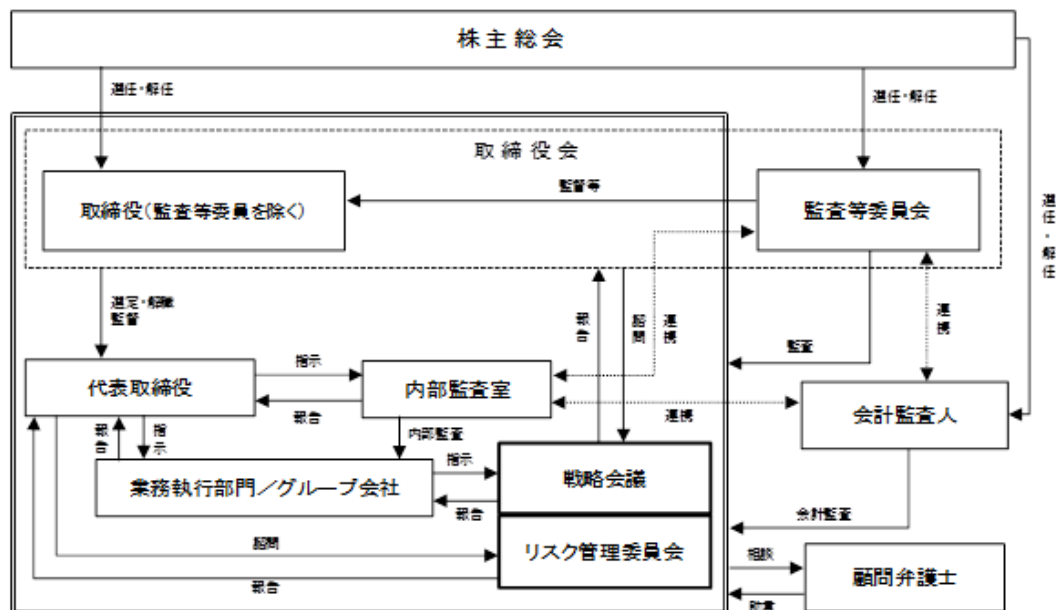 株主総会
選任・解任
選任・解任
選任・解任
取締役会
取締役（監査等委員を除く）
監督等
監査等委員会
選定・解職
監督
報告
諮問
連携
監査
連携
代表取締役
指示
報告
内部監査室
連携
会計監査人
報告
指示
内部監査
業務執行部門／グループ会社
指示
報告
戦略会議
会計監査
諮問
報告
リスク管理委員会
相談
助言
顧問弁護士